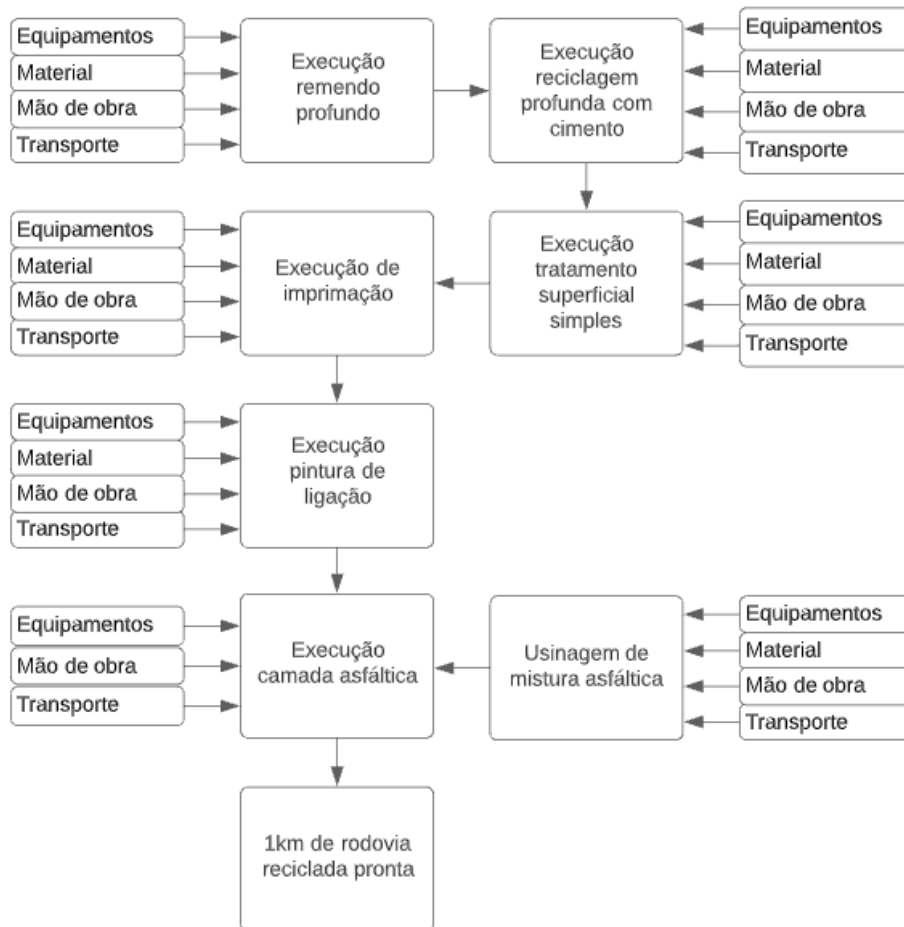 Equipamentos
Material
Mão de obra
Transporte
Execução
remendo
profundo
Execução
reciclagem
profunda com
cimento
Equipamentos
Material
Mão de obra
Transporte
Equipamentos
Material
Mão de obra
Transporte
Execução de
imprimação
Execução
tratamento
superficial
simples
Equipamentos
Material
Mão de obra
Transporte
Equipamentos
Material
Mão de obra
Transporte
Execução
pintura de
ligação
Equipamentos
Mão de obra
Transporte
Execução
camada asfáltica
Usinagem de
mistura asfáltica
Equipamentos
Material
Mão de obra
Transporte
1km de rodovia
reciclada pronta